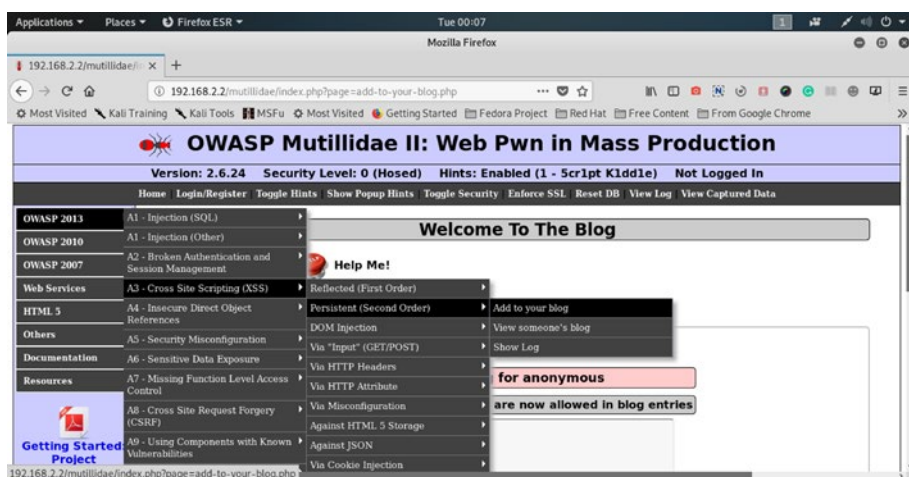 Applications Places Firefox ESR Tue 00:07 1
Mozilla Firefox
192.168.2.2/mutillidae/in × +
192.168.2.2/mutillidae/index.php?page=add-to-your-blog.php
Most Visited Kali Training Kali Tools MSFu Most Visited Getting Started Fedora Project Red Hat Free Content From Google Chrome
OWASP Mutillidae II: Web Pwn in Mass Production
Version: 2.6.24 Security Level: 0 (Hosed) Hints: Enabled (1 - 5cr1pt K1dd1e) Not Logged In
Home Login/Register Toggle Hints Show Popup Hints Toggle Security Enforce SSL Reset DB View Log View Captured Data
OWASP 2013
OWASP 2010
OWASP 2007
Web Services
HTML 5
Others
Documentation
Resources
Getting Started:
Project
A1 - Injection (SQL)
A1 - Injection (Other)
A2 - Broken Authentication and
Session Management
A3 - Cross Site Scripting (XSS)
A4 - Insecure Direct Object
References
A5 - Security Misconfiguration
A6 - Sensitive Data Exposure
A7 - Missing Function Level Access
Control
A8 - Cross Site Request Forgery
(CSRF)
A9 - Using Components with Known
Vulnerabilities
Reflected (First Order)
Persistent (Second Order)
DOM Injection
Via "Input" (GET/POST)
Via HTTP Headers
Via HTTP Attribute
Via Misconfiguration
Against HTML 5 Storage
Against JSON
Via Cookie Injection
Add to your blog
View someone's blog
Show Log
Welcome To The Blog
Help Me!
for anonymous
are now allowed in blog entries
192.168.2.2/mutillidae/index.php?page=add-to-your-blog.php